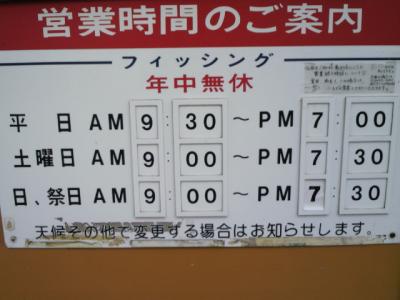 営業時間のご案内
フィッシング
年中無休
平 日 AM 9:30～PM 7:00
土曜日 AM 9:00～PM 7:30
日、祭日 AM 9:00～PM 7:30
天候その他で変更する場合はお知らせします。